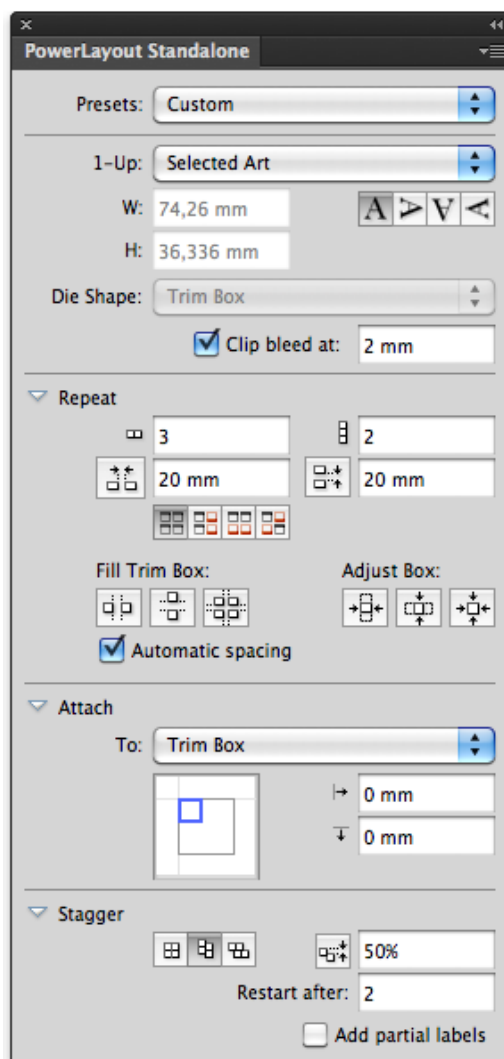 PowerLayout Standalone
Presets: Custom
1-Up: Selected Art
W: 74,26 mm
H: 36,336 mm
Die Shape: Trim Box
Clip bleed at: 2 mm
Repeat
3 2
20 mm 20 mm
Fill Trim Box: Adjust Box:
Automatic spacing
Attach
To: Trim Box
0 mm
0 mm
Stagger
50%
Restart after: 2
Add partial labels